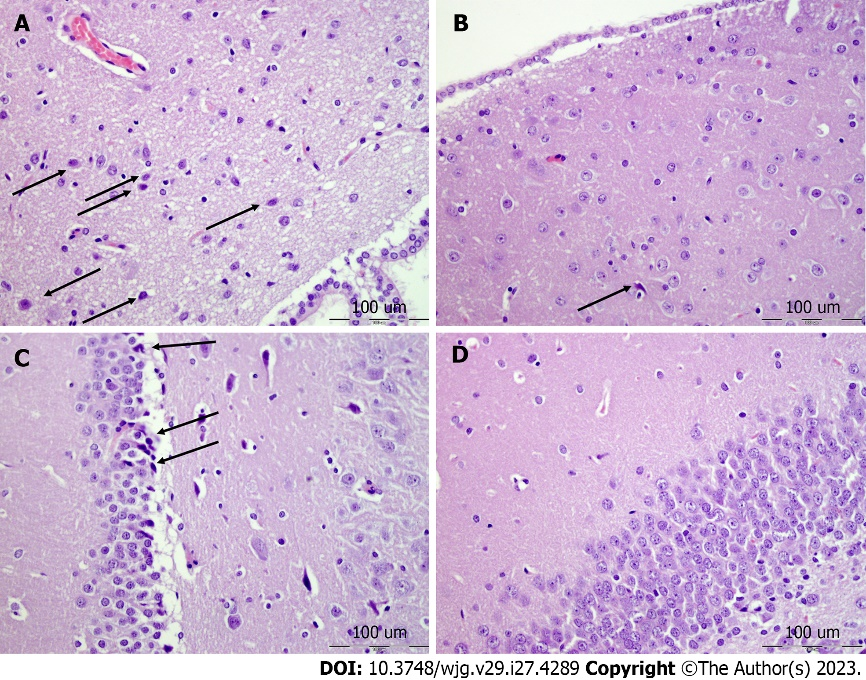 A
B
100 um
100 um
C
D
100 um
100 um
DOI: 10.3748/wjg.v29.i27.4289 Copyright ©The Author(s) 2023.